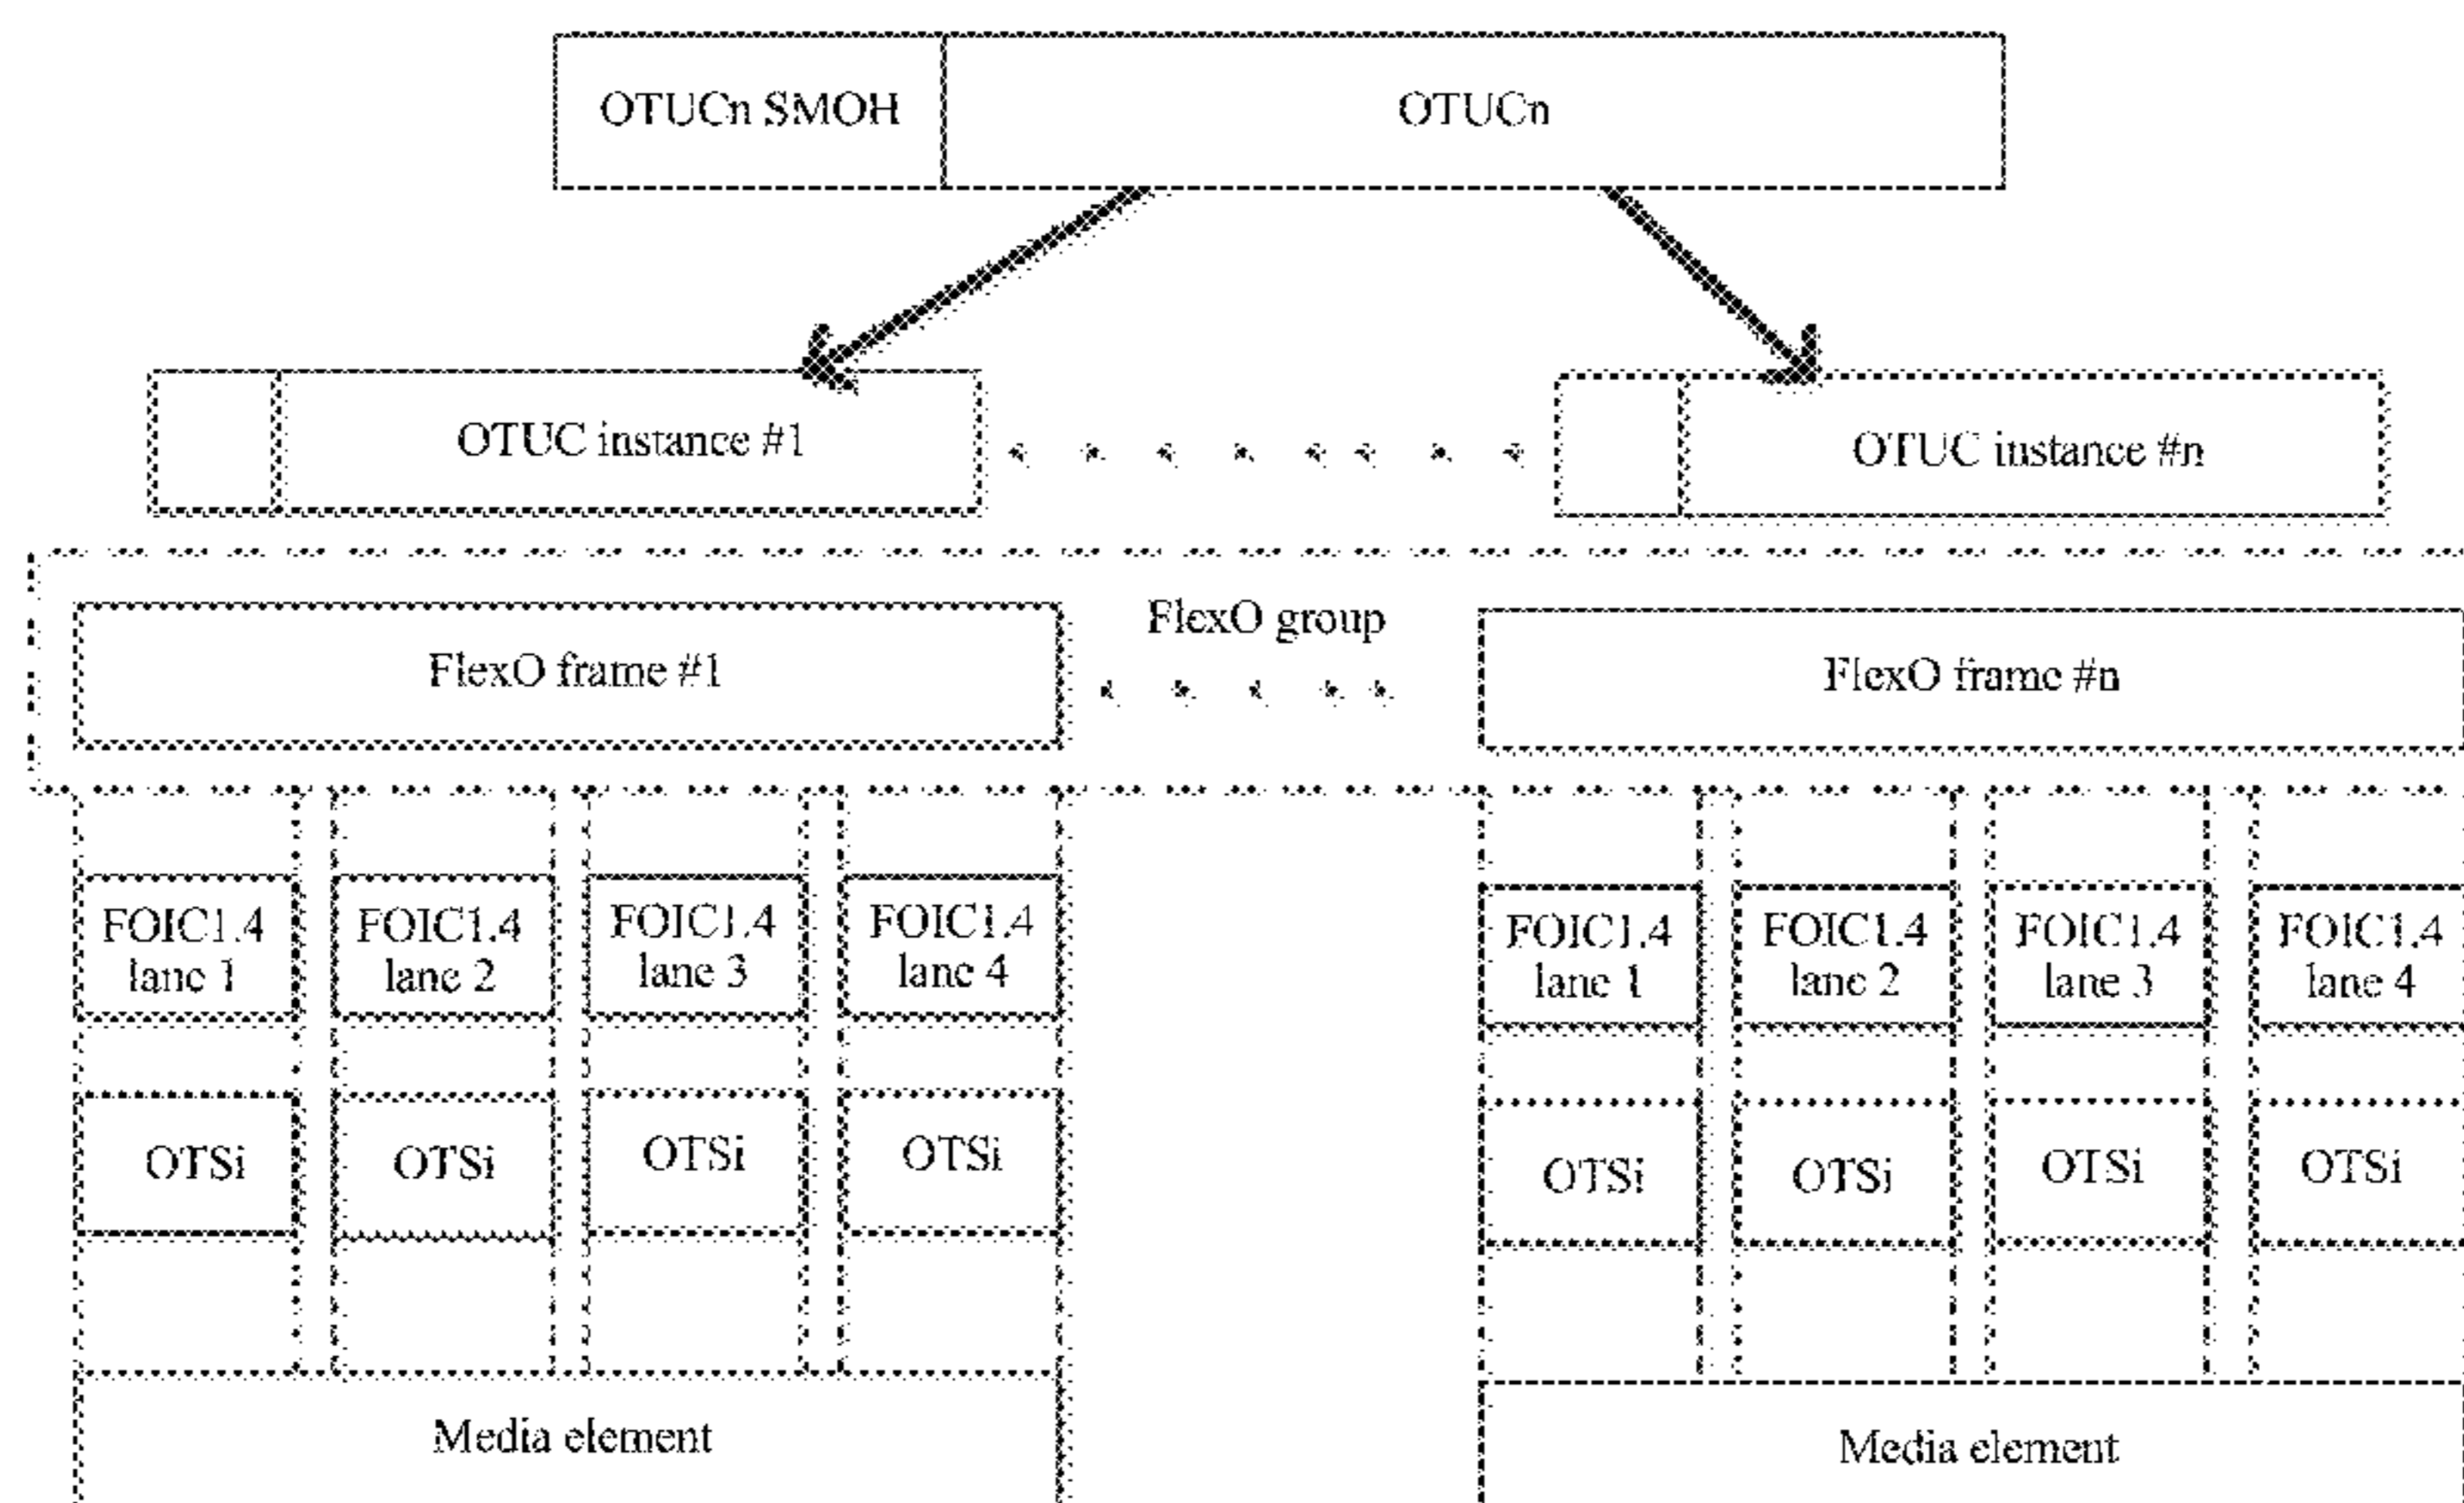 OTUCn SMOH
OTUCn
OTUC instance #1
OTUC instance #n
FlexO group
FlexO frame #1
FlexO frame #n
FOIC1.4
lane 1
FOIC1.4
lane 2
FOIC1.4
lane 3
FOIC1.4
lane 4
FOIC1.4
lane 1
FOIC1.4
lane 2
FOIC1.4
lane 3
FOIC1.4
lane 4
OTSi
OTSi
OTSi
OTSi
OTSi
OTSi
OTSi
OTSi
Media element
Media element